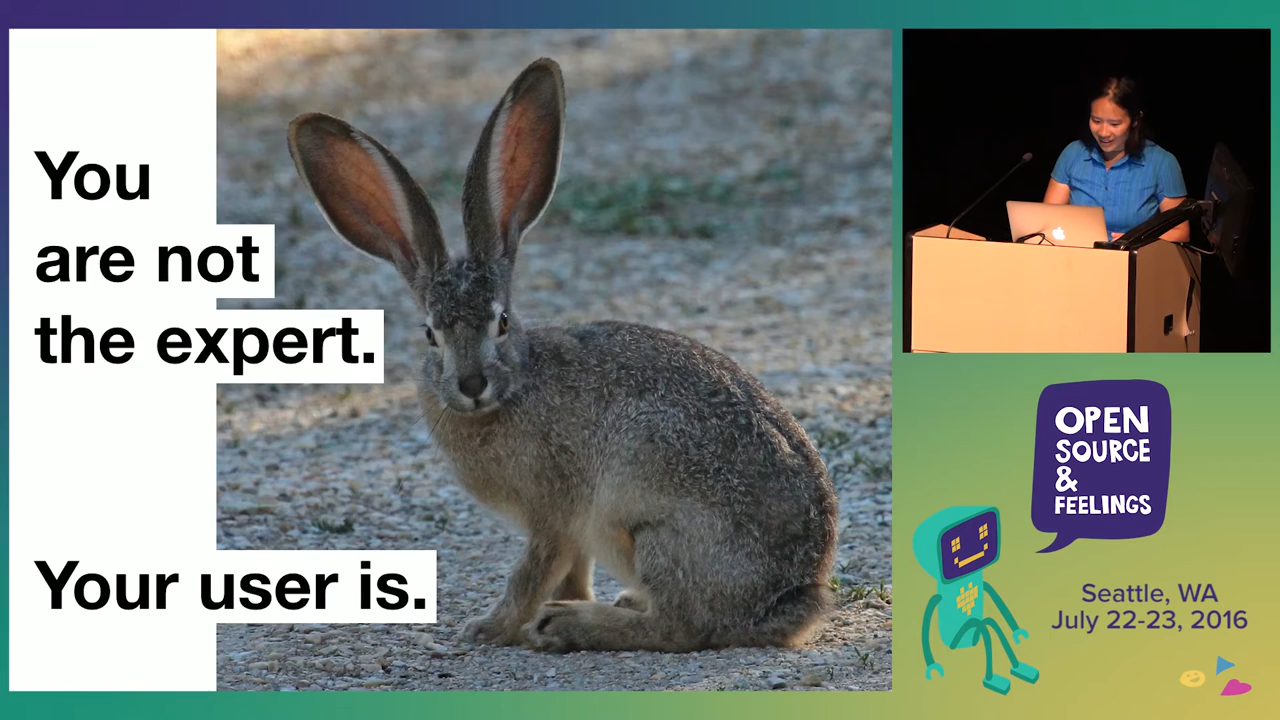 You
are not
the expert.
Your user is.
OPEN
SOURCE
&
FEELINGS
Seattle, WA
July 22-23, 2016